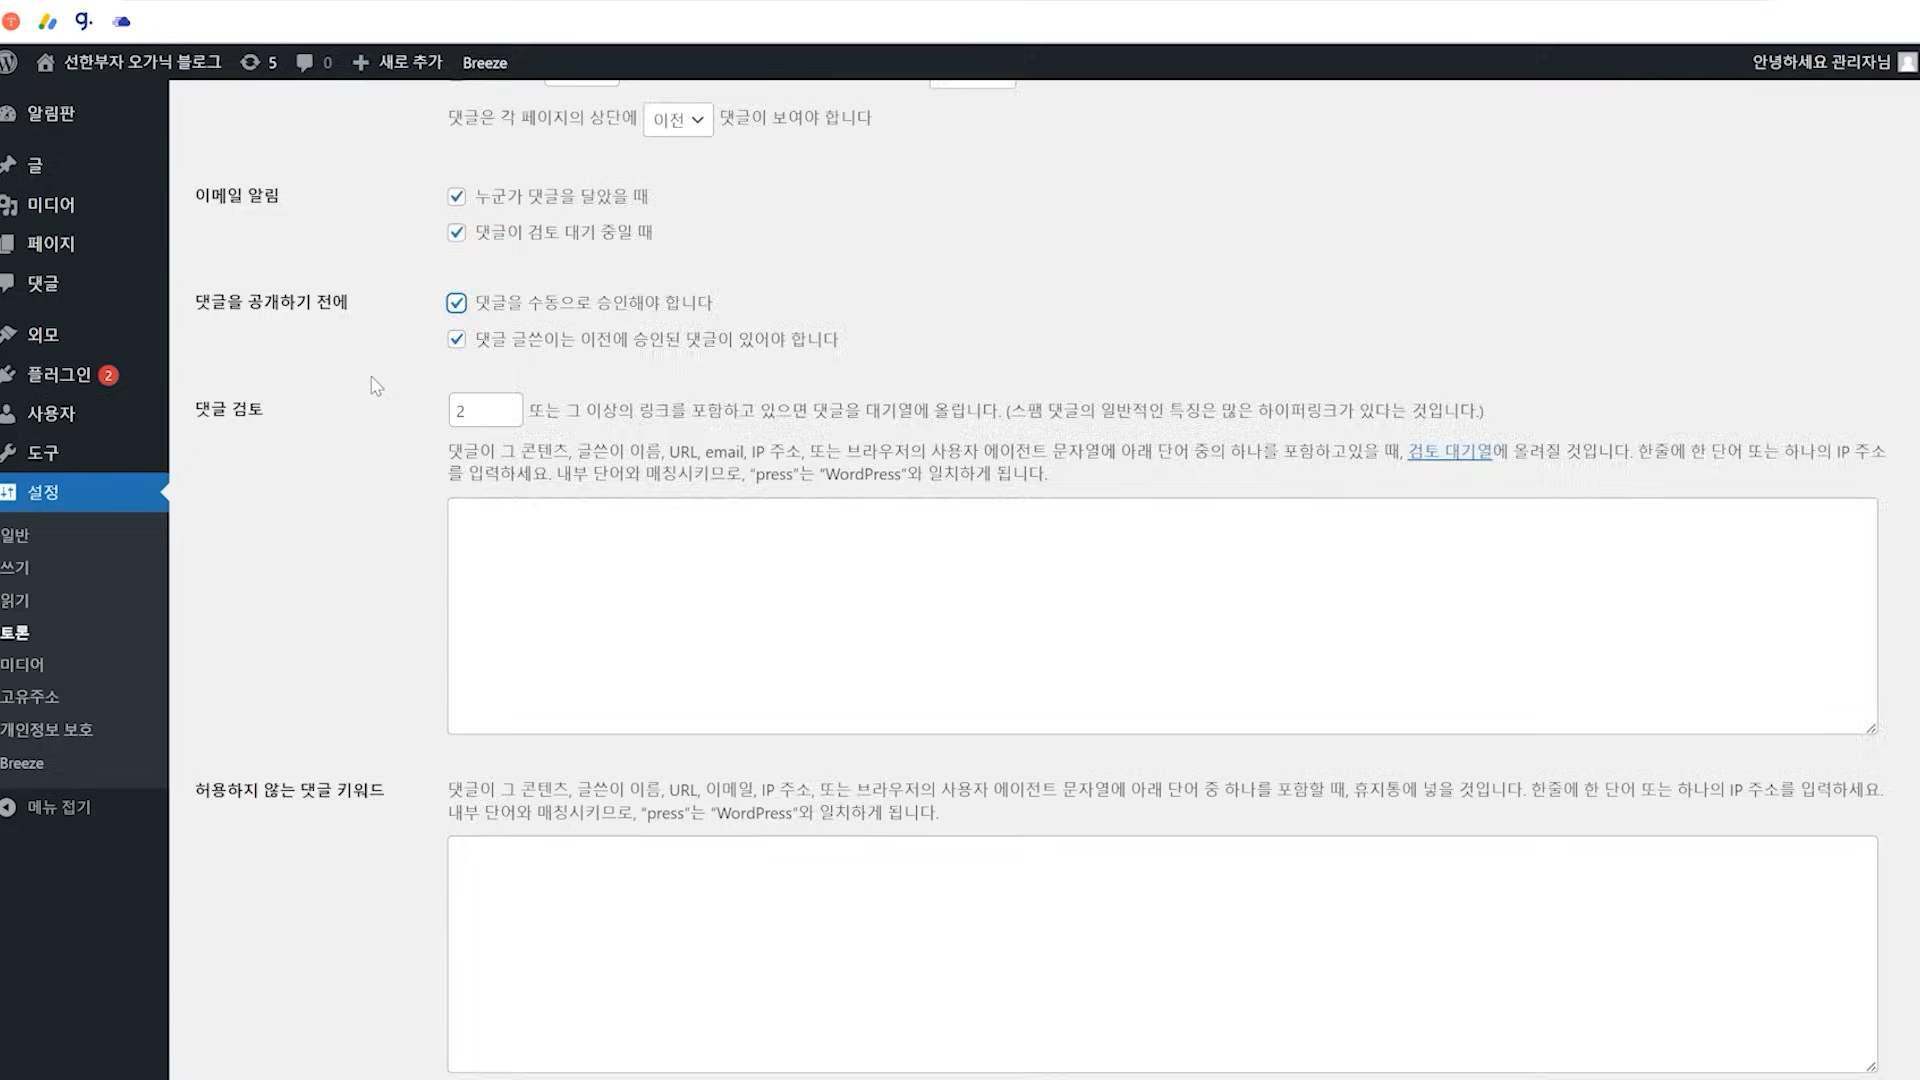 g.
선한부자 오가닉 블로그 5 0 새로 추가 Breeze 안녕하세요 관리자님
알림판
글
미디어
페이지
댓글
외모
플러그인 2
사용자
도구
설정
일반
쓰기
읽기
토론
미디어
고유주소
개인정보 보호
Breeze
메뉴 접기
댓글은 각 페이지의 상단에 이전 댓글이 보여야 합니다
이메일 알림
누군가 댓글을 달았을 때
댓글이 검토 대기 중일 때
댓글을 공개하기 전에
댓글을 수동으로 승인해야 합니다
댓글 글쓴이는 이전에 승인된 댓글이 있어야 합니다
댓글 검토
2 또는 그 이상의 링크를 포함하고 있으면 댓글을 대기열에 올립니다. (스팸 댓글의 일반적인 특징은 많은 하이퍼링크가 있다는 것입니다.)
댓글이 그 콘텐츠, 글쓴이 이름, URL, email, IP 주소, 또는 브라우저의 사용자 에이전트 문자열에 아래 단어 중의 하나를 포함하고있을 때, 검토 대기열에 올려질 것입니다. 한줄에 한 단어 또는 하나의 IP 주소
를 입력하세요. 내부 단어와 매칭시키므로, “press”는 “WordPress”와 일치하게 됩니다.
허용하지 않는 댓글 키워드
댓글이 그 콘텐츠, 글쓴이 이름, URL, 이메일, IP 주소, 또는 브라우저의 사용자 에이전트 문자열에 아래 단어 중 하나를 포함할 때, 휴지통에 넣을 것입니다. 한줄에 한 단어 또는 하나의 IP 주소를 입력하세요.
내부 단어와 매칭시키므로, “press”는 “WordPress”와 일치하게 됩니다.